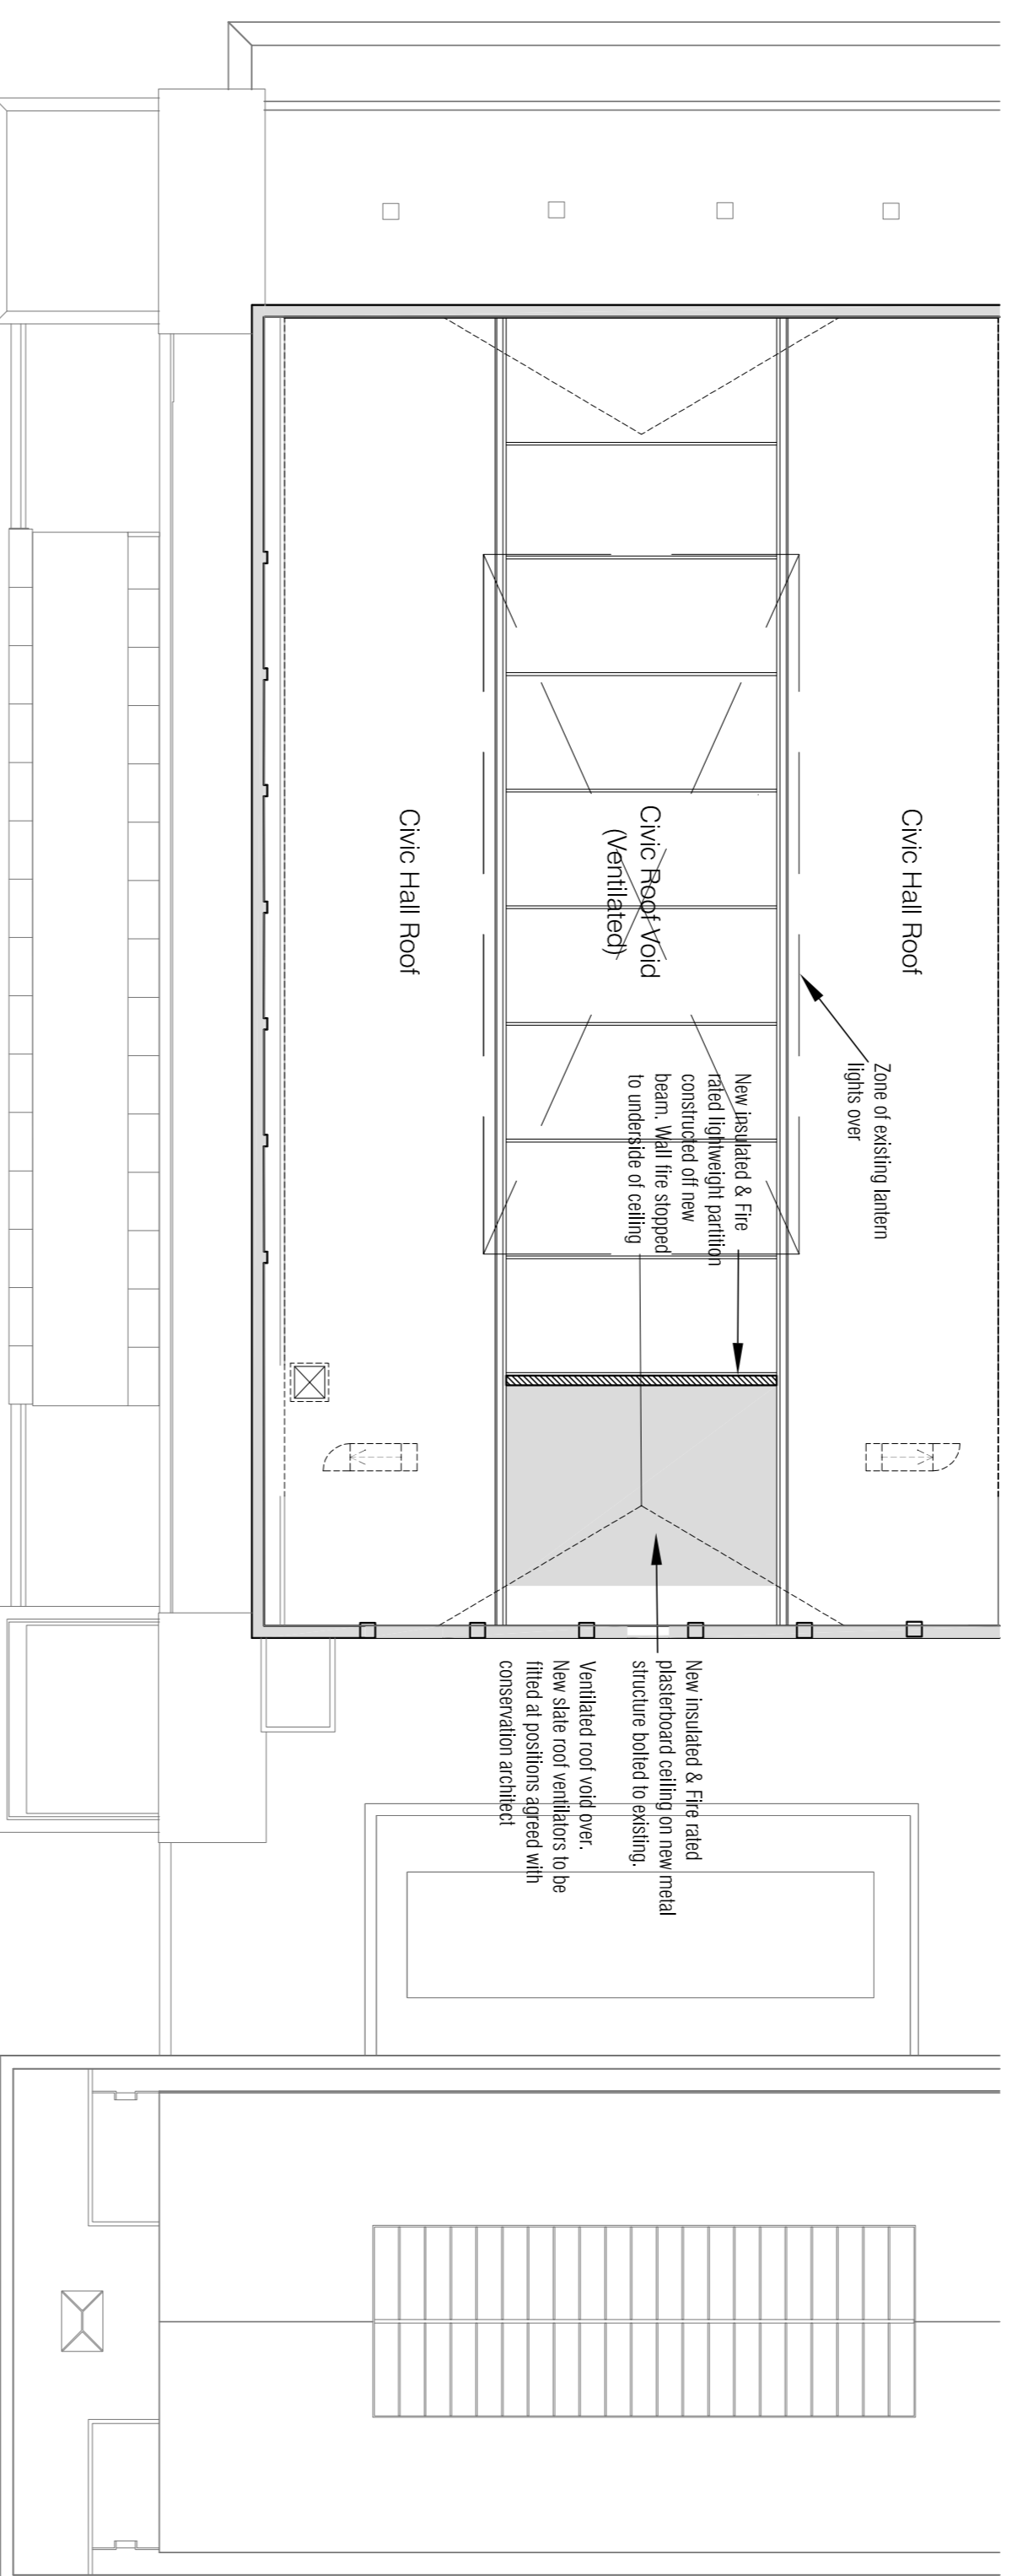 Civic Hall Roof
Zone of existing lantern
lights over
Civic Roof Void
(Ventilated)
New insulated & Fire
rated lightweight partition
constructed off new
beam. Wall fire stopped
to underside of ceiling
New insulated & Fire rated
plasterboard ceiling on new metal
structure bolted to existing.
Ventilated roof void over.
New slate roof ventilators to be
fitted at positions agreed with
conservation architect
Civic Hall Roof